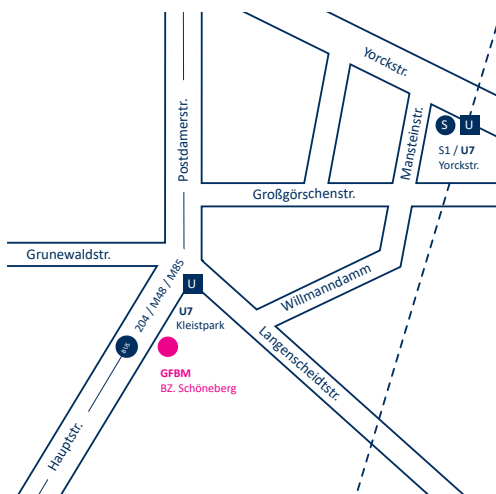 Yorckstr.
Postdamerstr.
Mansteinstr.
S
U
S1 / U7
Yorckstr.
Großgörschenstr.
Grunewaldstr.
204 / M48 / M85
U
U7
Kleistpark
Willmanndamm
Langenscheidtstr.
BUS
GFBM
BZ. Schöneberg
Hauptstr.